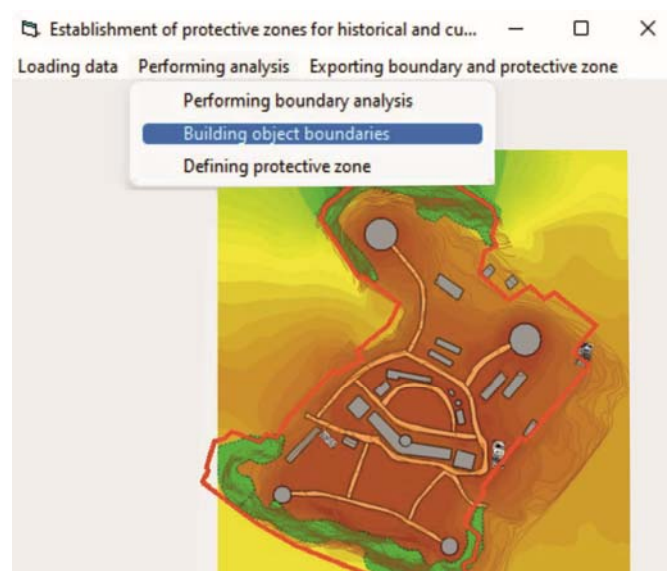 Establishment of protective zones for historical and cu...
Loading data Performing analysis Exporting boundary and protective zone
Performing boundary analysis
Building object boundaries
Defining protective zone